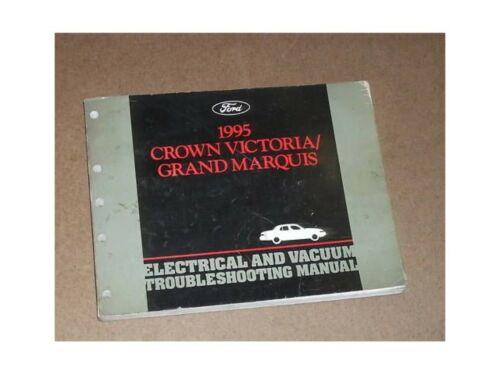 Ford
1995
CROWN VICTORIA/
GRAND MARQUIS
ELECTRICAL AND VACUUM
TROUBLESHOOTING MANUAL